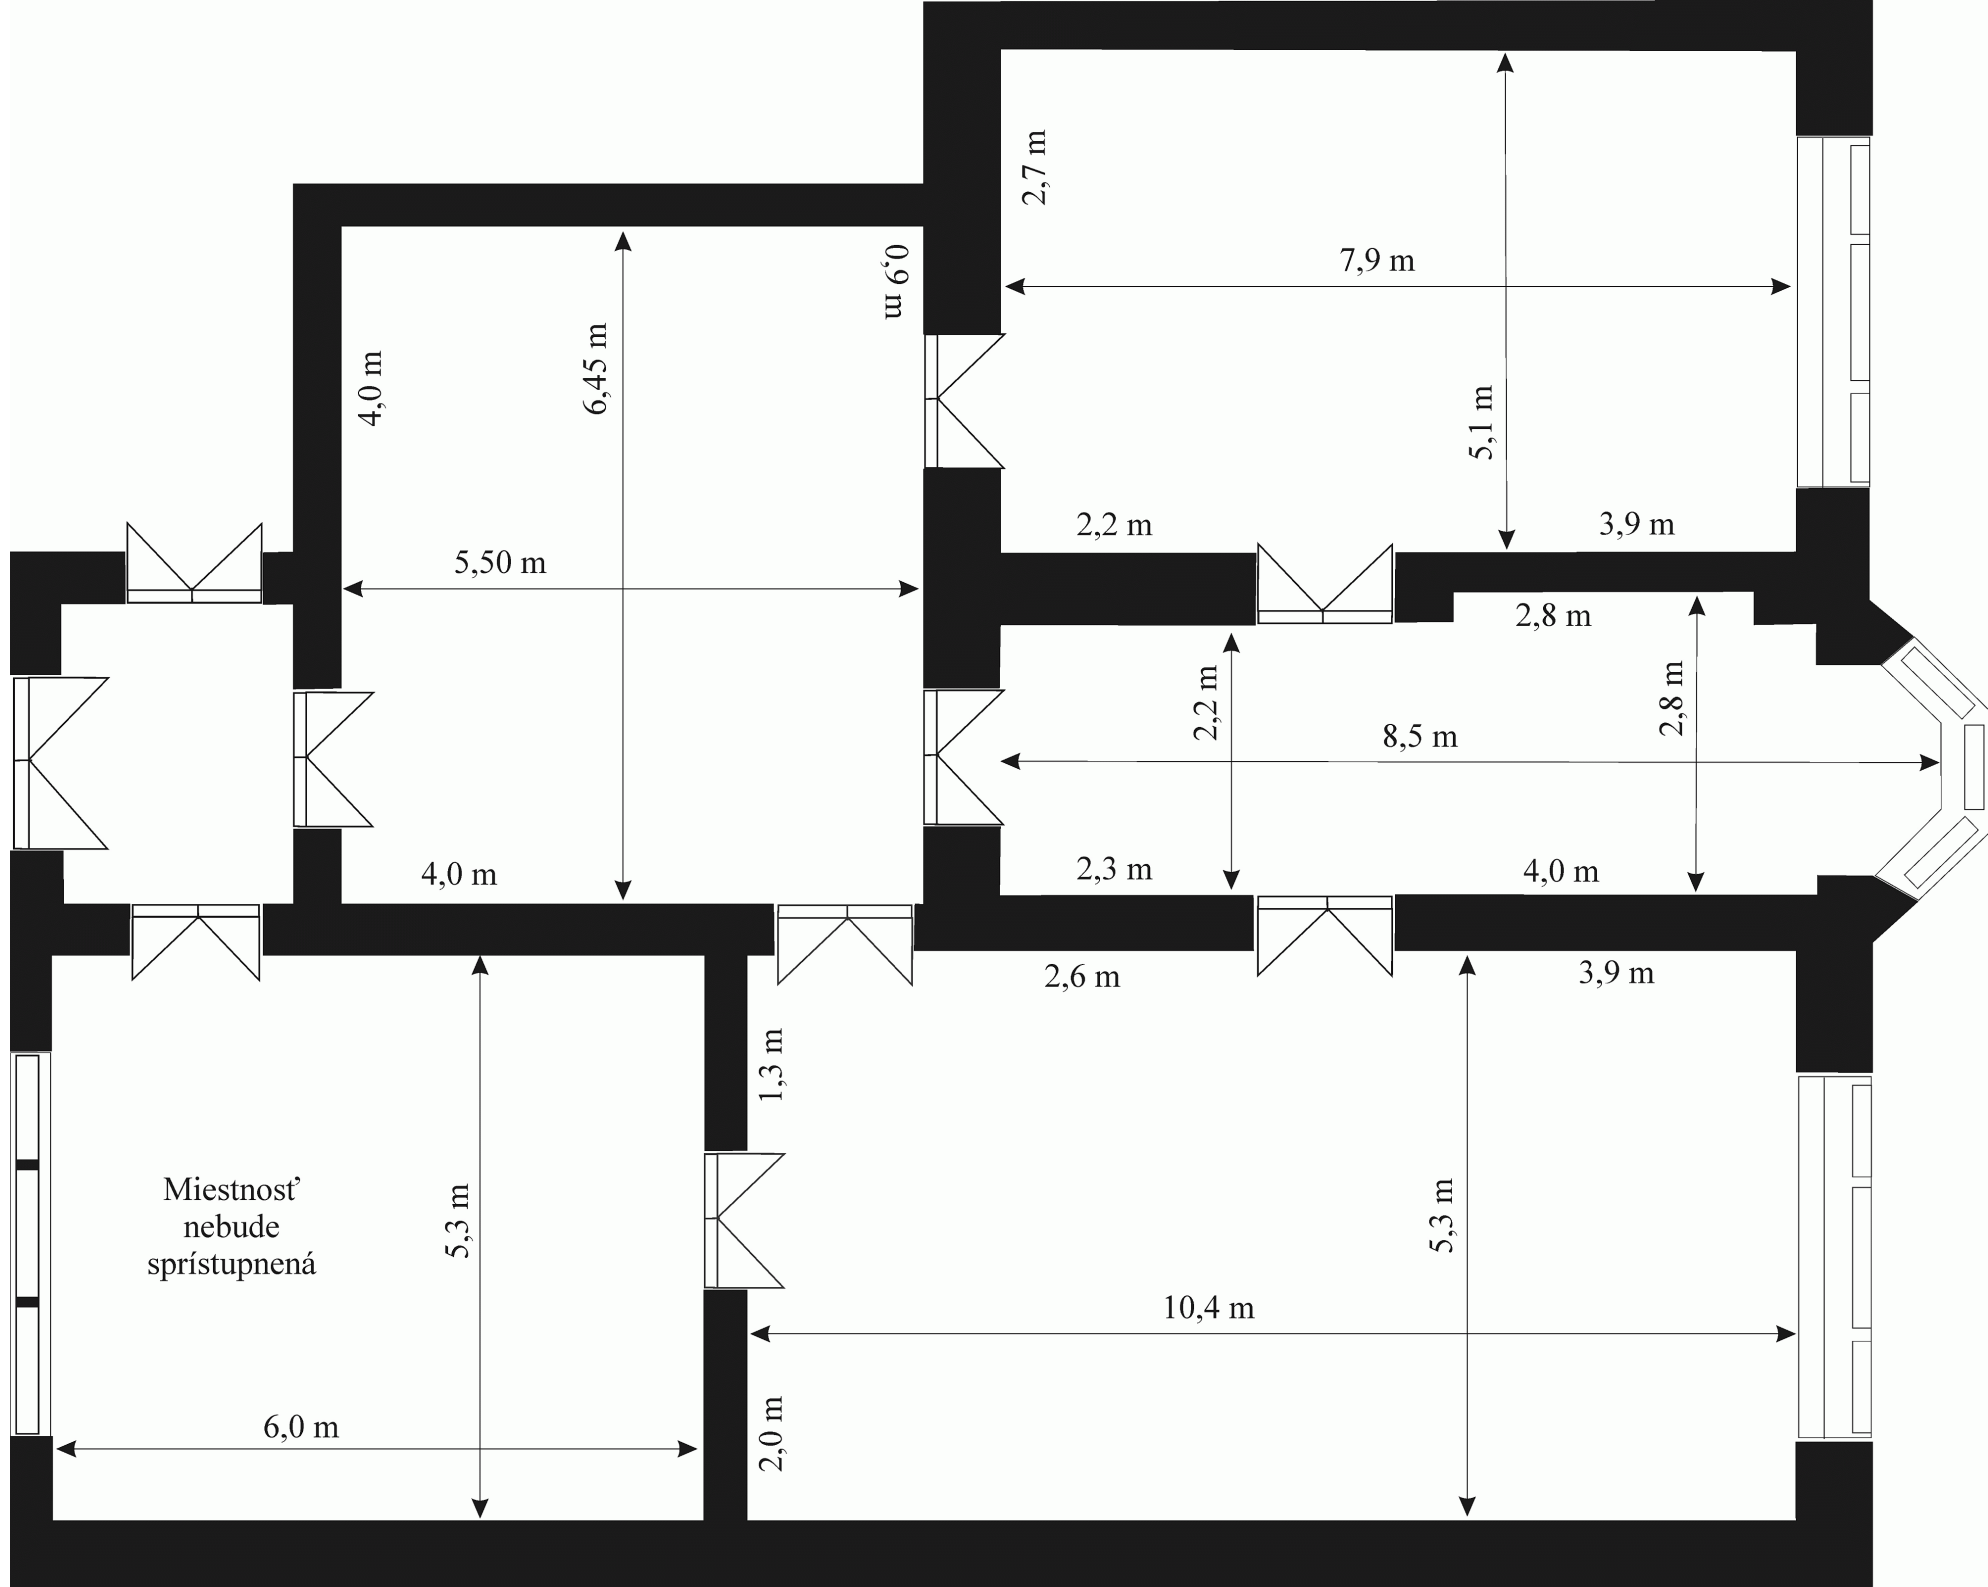 2,7 m
7,9 m
5,1 m
2,2 m
3,9 m
0,9 m
4,0 m
6,45 m
5,50 m
4,0 m
2,8 m
2,2 m
2,8 m
8,5 m
2,3 m
4,0 m
2,6 m
3,9 m
1,3 m
Miestnosť
nebude
sprístupnená
5,3 m
5,3 m
10,4 m
6,0 m
2,0 m